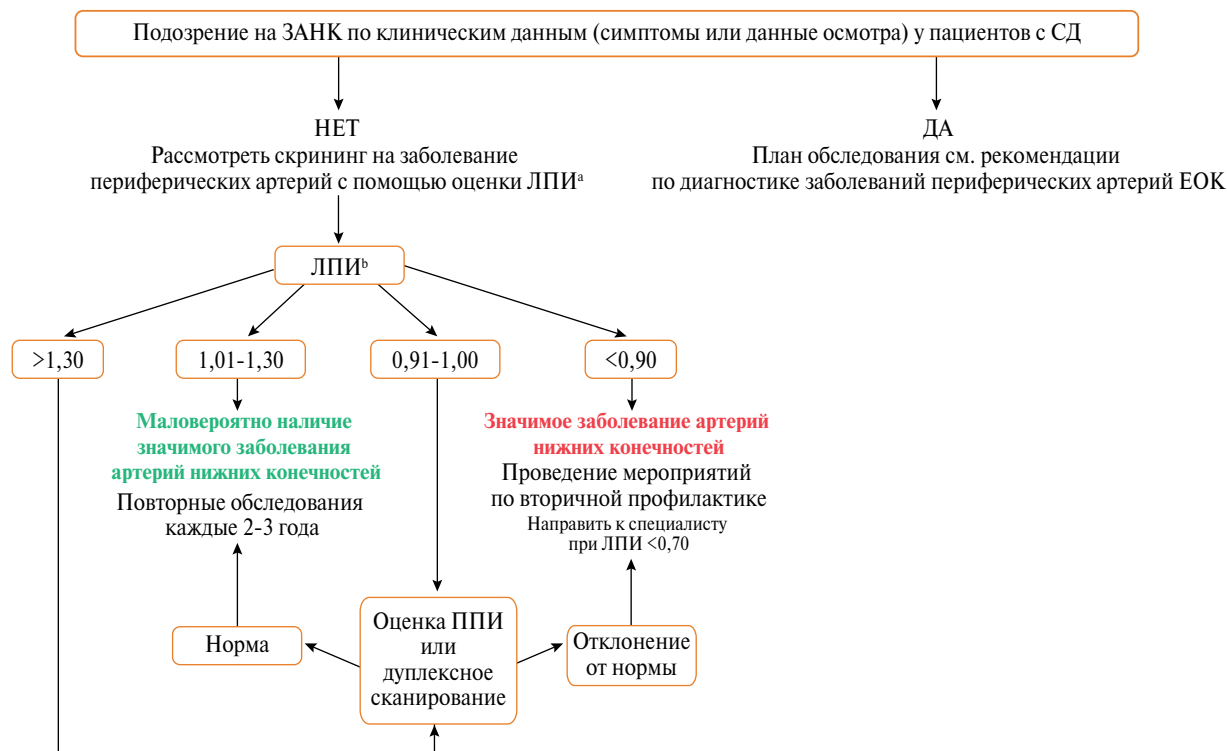 Подозрение на ЗАНК по клиническим данным (симптомы или данные осмотра) у пациентов с СД
НЕТ
Рассмотреть скрининг на заболевание
периферических артерий с помощью оценки ЛПИᵃ
ДА
План обследования см. рекомендации
по диагностике заболеваний периферических артерий ЕОК
ЛПИᵇ
>1,30
1,01-1,30
0,91-1,00
<0,90
Маловероятно наличие
значимого заболевания
артерий нижних конечностей
Повторные обследования
каждые 2-3 года
Значимое заболевание артерий
нижних конечностей
Проведение мероприятий
по вторичной профилактике
Направить к специалисту
при ЛПИ <0,70
Норма
Оценка ППИ
или
дуплексное
сканирование
Отклонение
от нормы